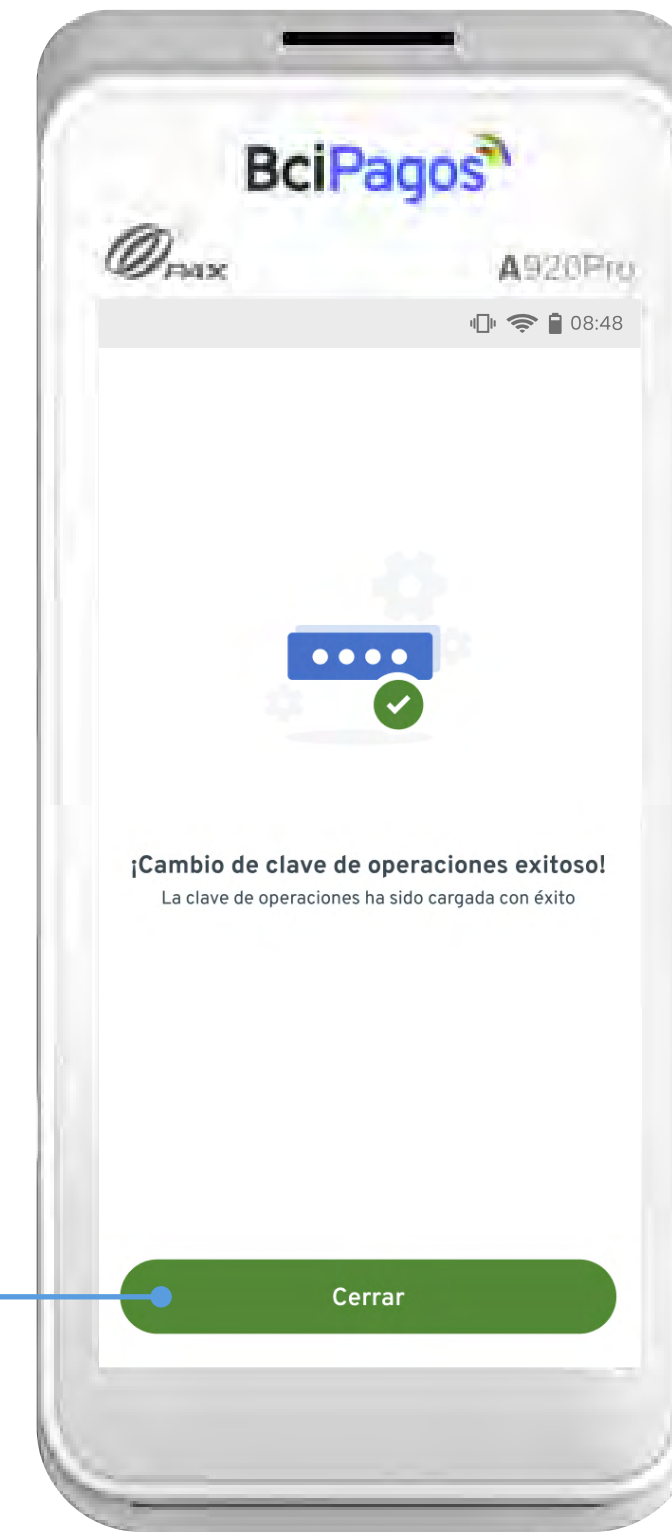 BciPagos
PAX
A920Pro
08:48
¡Cambio de clave de operaciones exitoso!
La clave de operaciones ha sido cargada con éxito
Cerrar